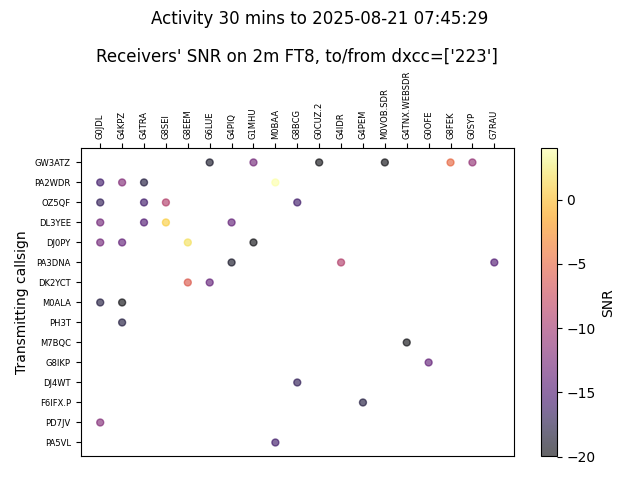 Activity 30 mins to 2025-08-21 07:45:29
Receivers' SNR on 2m FT8, to/from dxcc=['223']
G0JDL
G4KPZ
G4TRA
G8SEI
G8EEM
G6LUE
G4PIQ
G1MHU
M0BAA
G8BCG
G0CUZ.2
G4IDR
G4PEM
M0VOB.SDR
G4TNX.WEBSDR
G0OFE
G8FEK
G0SYP
G7RAU
Transmitting callsign
GW3ATZ
PA2WDR
OZ5QF
DL3YEE
DJ0PY
PA3DNA
DK2YCT
M0ALA
PH3T
M7BQC
G8IKP
DJ4WT
F6IFX.P
PD7JV
PA5VL
0
−5
−10
−15
−20
SNR